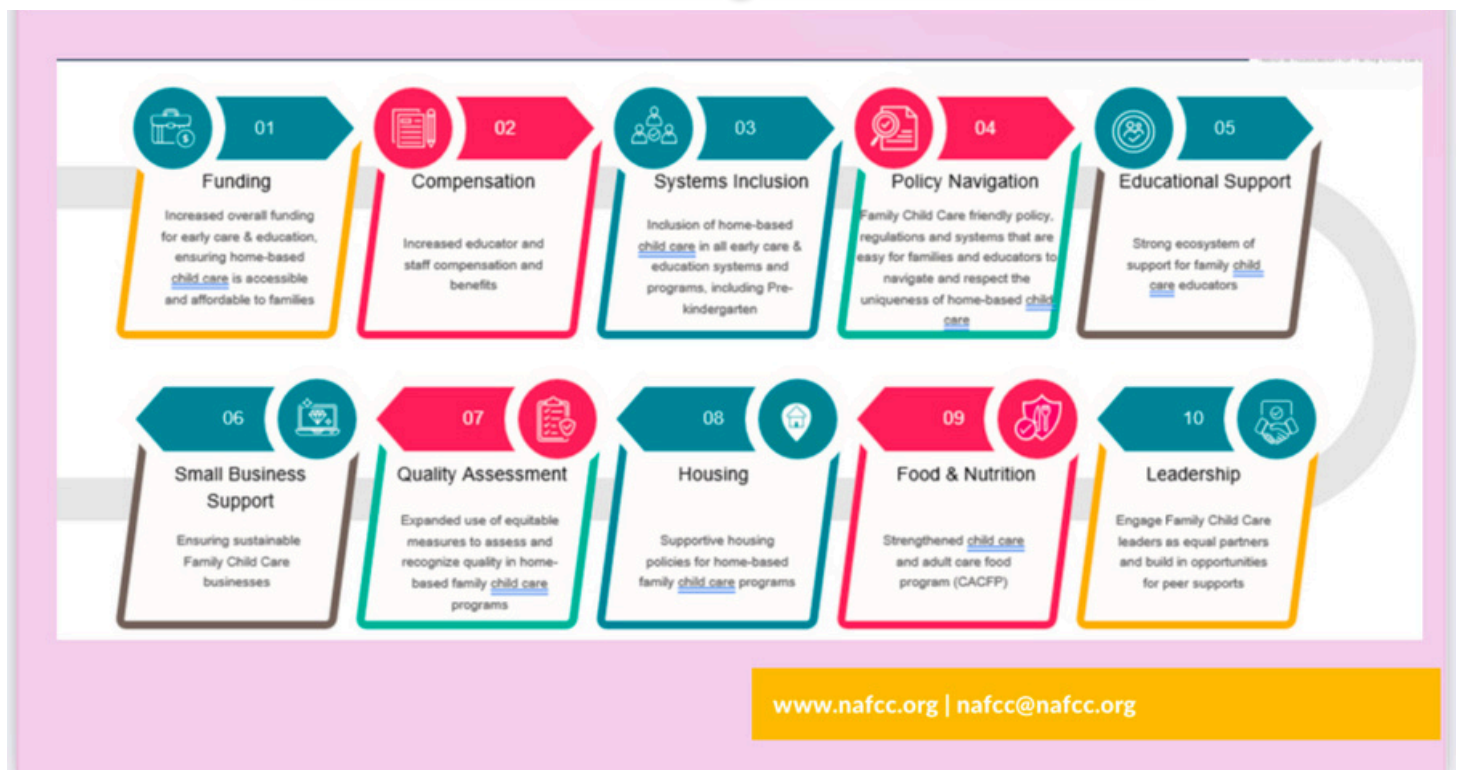 01
Funding
Increased overall funding
for early care & education,
ensuring home-based
child care is accessible
and affordable to families
02
Compensation
Increased educator and
staff compensation and
benefits
03
Systems Inclusion
Inclusion of home-based
child care in all early care &
education systems and
programs, including Pre-
kindergarten
04
Policy Navigation
Family Child Care friendly policy,
regulations and systems that are
easy for families and educators to
navigate and respect the
uniqueness of home-based child
care
05
Educational Support
Strong ecosystem of
support for family child
care educators
06
Small Business
Support
Ensuring sustainable
Family Child Care
businesses
07
Quality Assessment
Expanded use of equitable
measures to assess and
recognize quality in home-
based family child care
programs
08
Housing
Supportive housing
policies for home-based
family child care programs
09
Food & Nutrition
Strengthened child care
and adult care food
program (CACFP)
10
Leadership
Engage Family Child Care
leaders as equal partners
and build in opportunities
for peer supports
www.nafcc.org | nafcc@nafcc.org